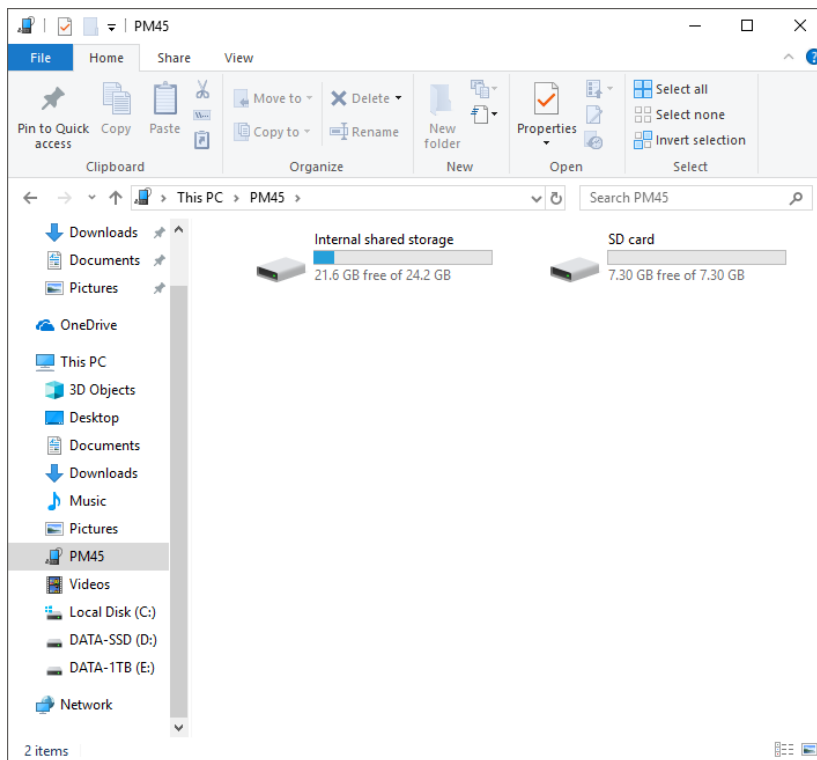 PM45
File Home Share View
Pin to Quick access
Copy
Paste
Clipboard
Move to
Copy to
Delete
Rename
Organize
New folder
New
Properties
Open
Select all
Select none
Invert selection
Select
This PC > PM45 >
Search PM45
Downloads
Documents
Pictures
OneDrive
This PC
3D Objects
Desktop
Documents
Downloads
Music
Pictures
PM45
Videos
Local Disk (C:)
DATA-SSD (D:)
DATA-1TB (E:)
Network
Internal shared storage
21.6 GB free of 24.2 GB
SD card
7.30 GB free of 7.30 GB
2 items